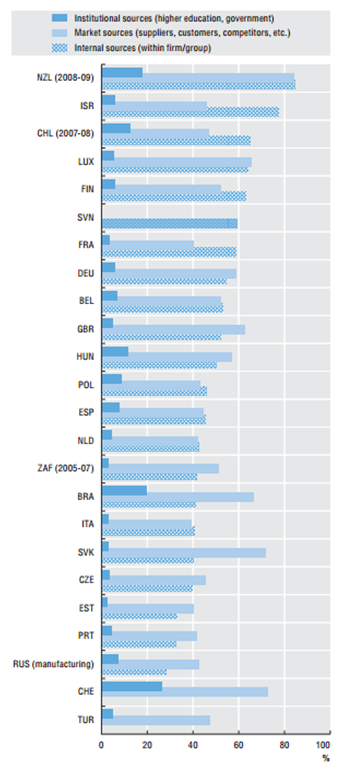 Institutional sources (higher education, government)
Market sources (suppliers, customers, competitors, etc.)
Internal sources (within firm/group)
NZL (2008-09)
ISR
CHL (2007-08)
LUX
FIN
SVN
FRA
DEU
BEL
GBR
HUN
POL
ESP
NLD
ZAF (2005-07)
BRA
ITA
SVK
CZE
EST
PRT
RUS (manufacturing)
CHE
TUR
0 20 40 60 80 100
%